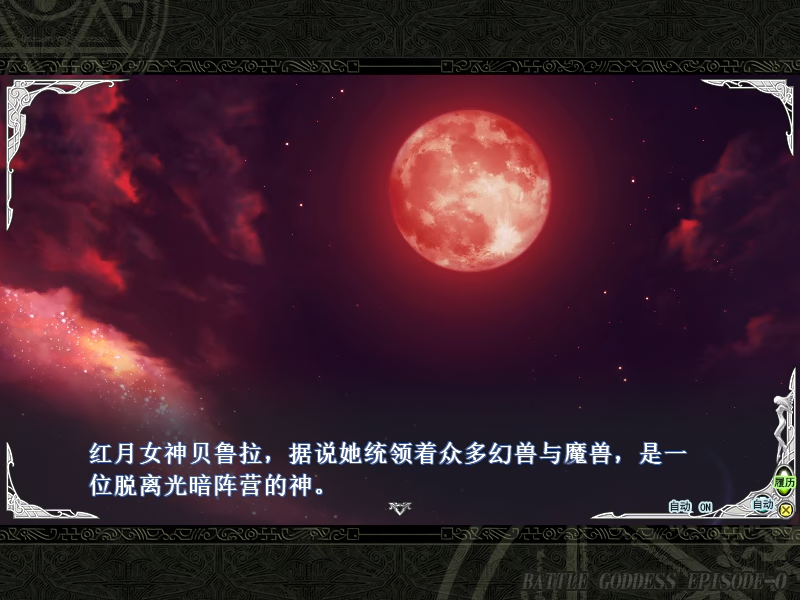 红月女神贝鲁拉，据说她统领着众多幻兽与魔兽，是一
位脱离光暗阵营的神。
履历
自动 ON
自动
BATTLE GODDESS EPISODE-0